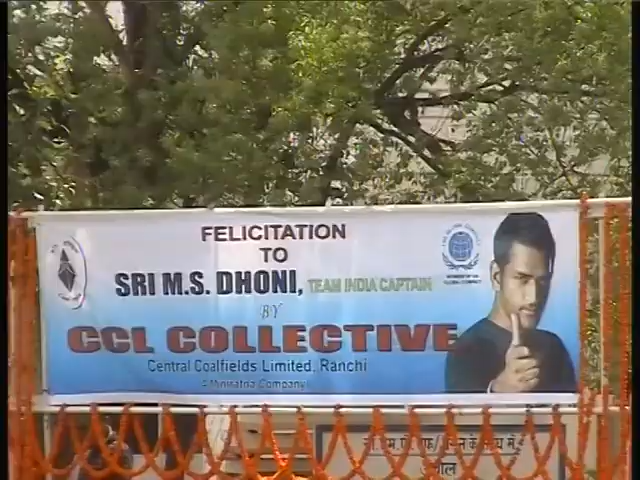 FELICITATION
TO
SRI M.S. DHONI, TEAM INDIA CAPTAIN
BY
CCL COLLECTIVE
Central Coalfields Limited, Ranchi
A Miniratna Company